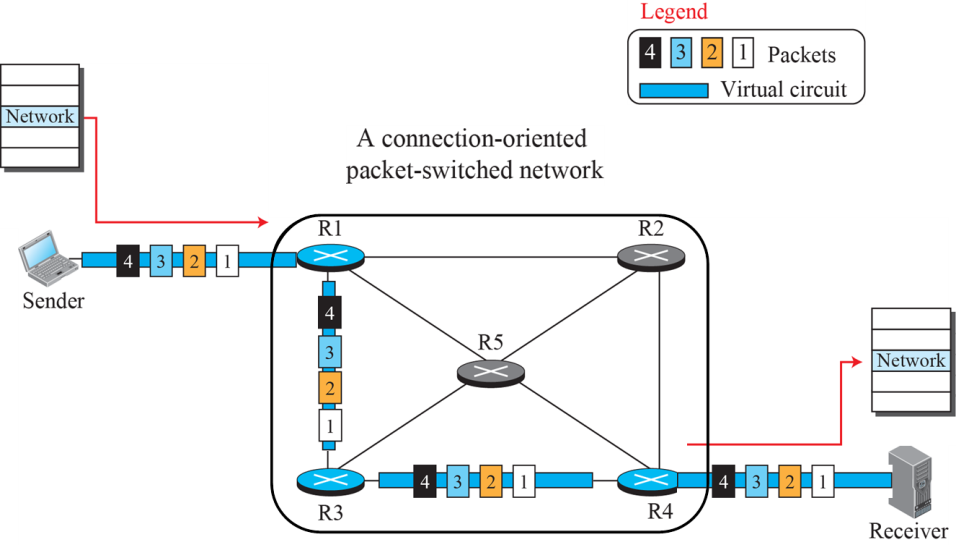 Legend
4 3 2 1 Packets
Virtual circuit
Network
A connection-oriented
packet-switched network
R1
R2
4 3 2 1
Sender
4
3
2
1
R5
Network
R3
4 3 2 1
R4
4 3 2 1
Receiver